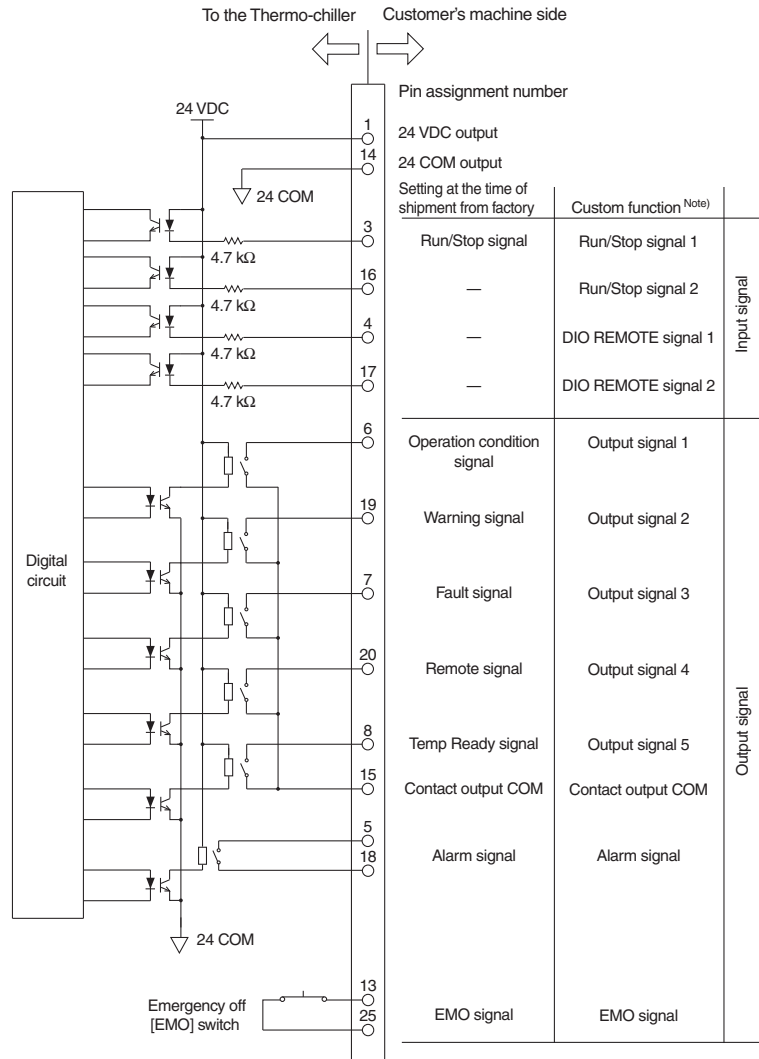 To the Thermo-chiller
Customer's machine side
Pin assignment number
24 VDC
1
24 VDC output
14
24 COM output
24 COM
Setting at the time of
shipment from factory
Custom function Note)
3
Run/Stop signal
Run/Stop signal 1
4.7 kΩ
16
—
Run/Stop signal 2
4.7 kΩ
4
—
DIO REMOTE signal 1
4.7 kΩ
17
—
DIO REMOTE signal 2
4.7 kΩ
Input signal
6
Operation condition
signal
Output signal 1
19
Warning signal
Output signal 2
Digital
circuit
7
Fault signal
Output signal 3
20
Remote signal
Output signal 4
8
Temp Ready signal
Output signal 5
15
Contact output COM
Contact output COM
5
18
Alarm signal
Alarm signal
Output signal
24 COM
Emergency off
[EMO] switch
13
25
EMO signal
EMO signal